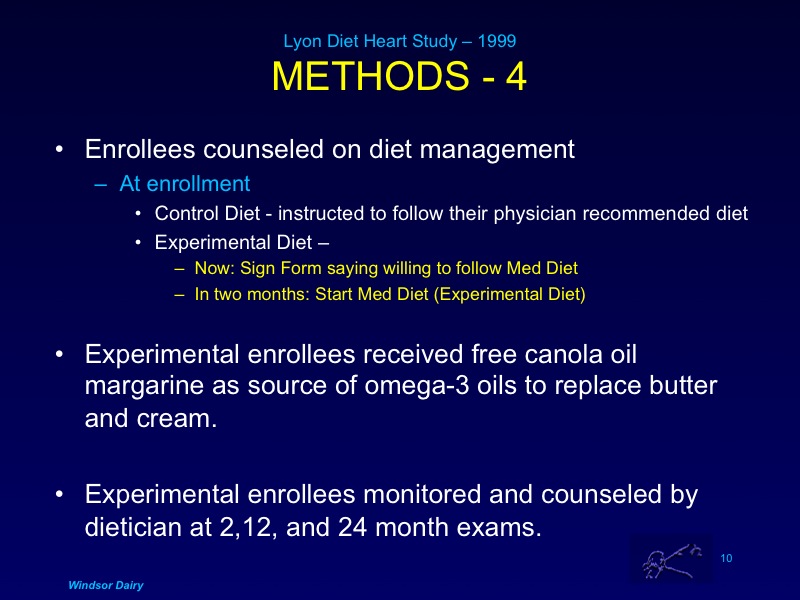 Lyon Diet Heart Study – 1999
METHODS - 4
• Enrollees counseled on diet management
– At enrollment
• Control Diet - instructed to follow their physician recommended diet
• Experimental Diet –
– Now: Sign Form saying willing to follow Med Diet
– In two months: Start Med Diet (Experimental Diet)
• Experimental enrollees received free canola oil
margarine as source of omega-3 oils to replace butter
and cream.
• Experimental enrollees monitored and counseled by
dietician at 2,12, and 24 month exams.
10
Windsor Dairy